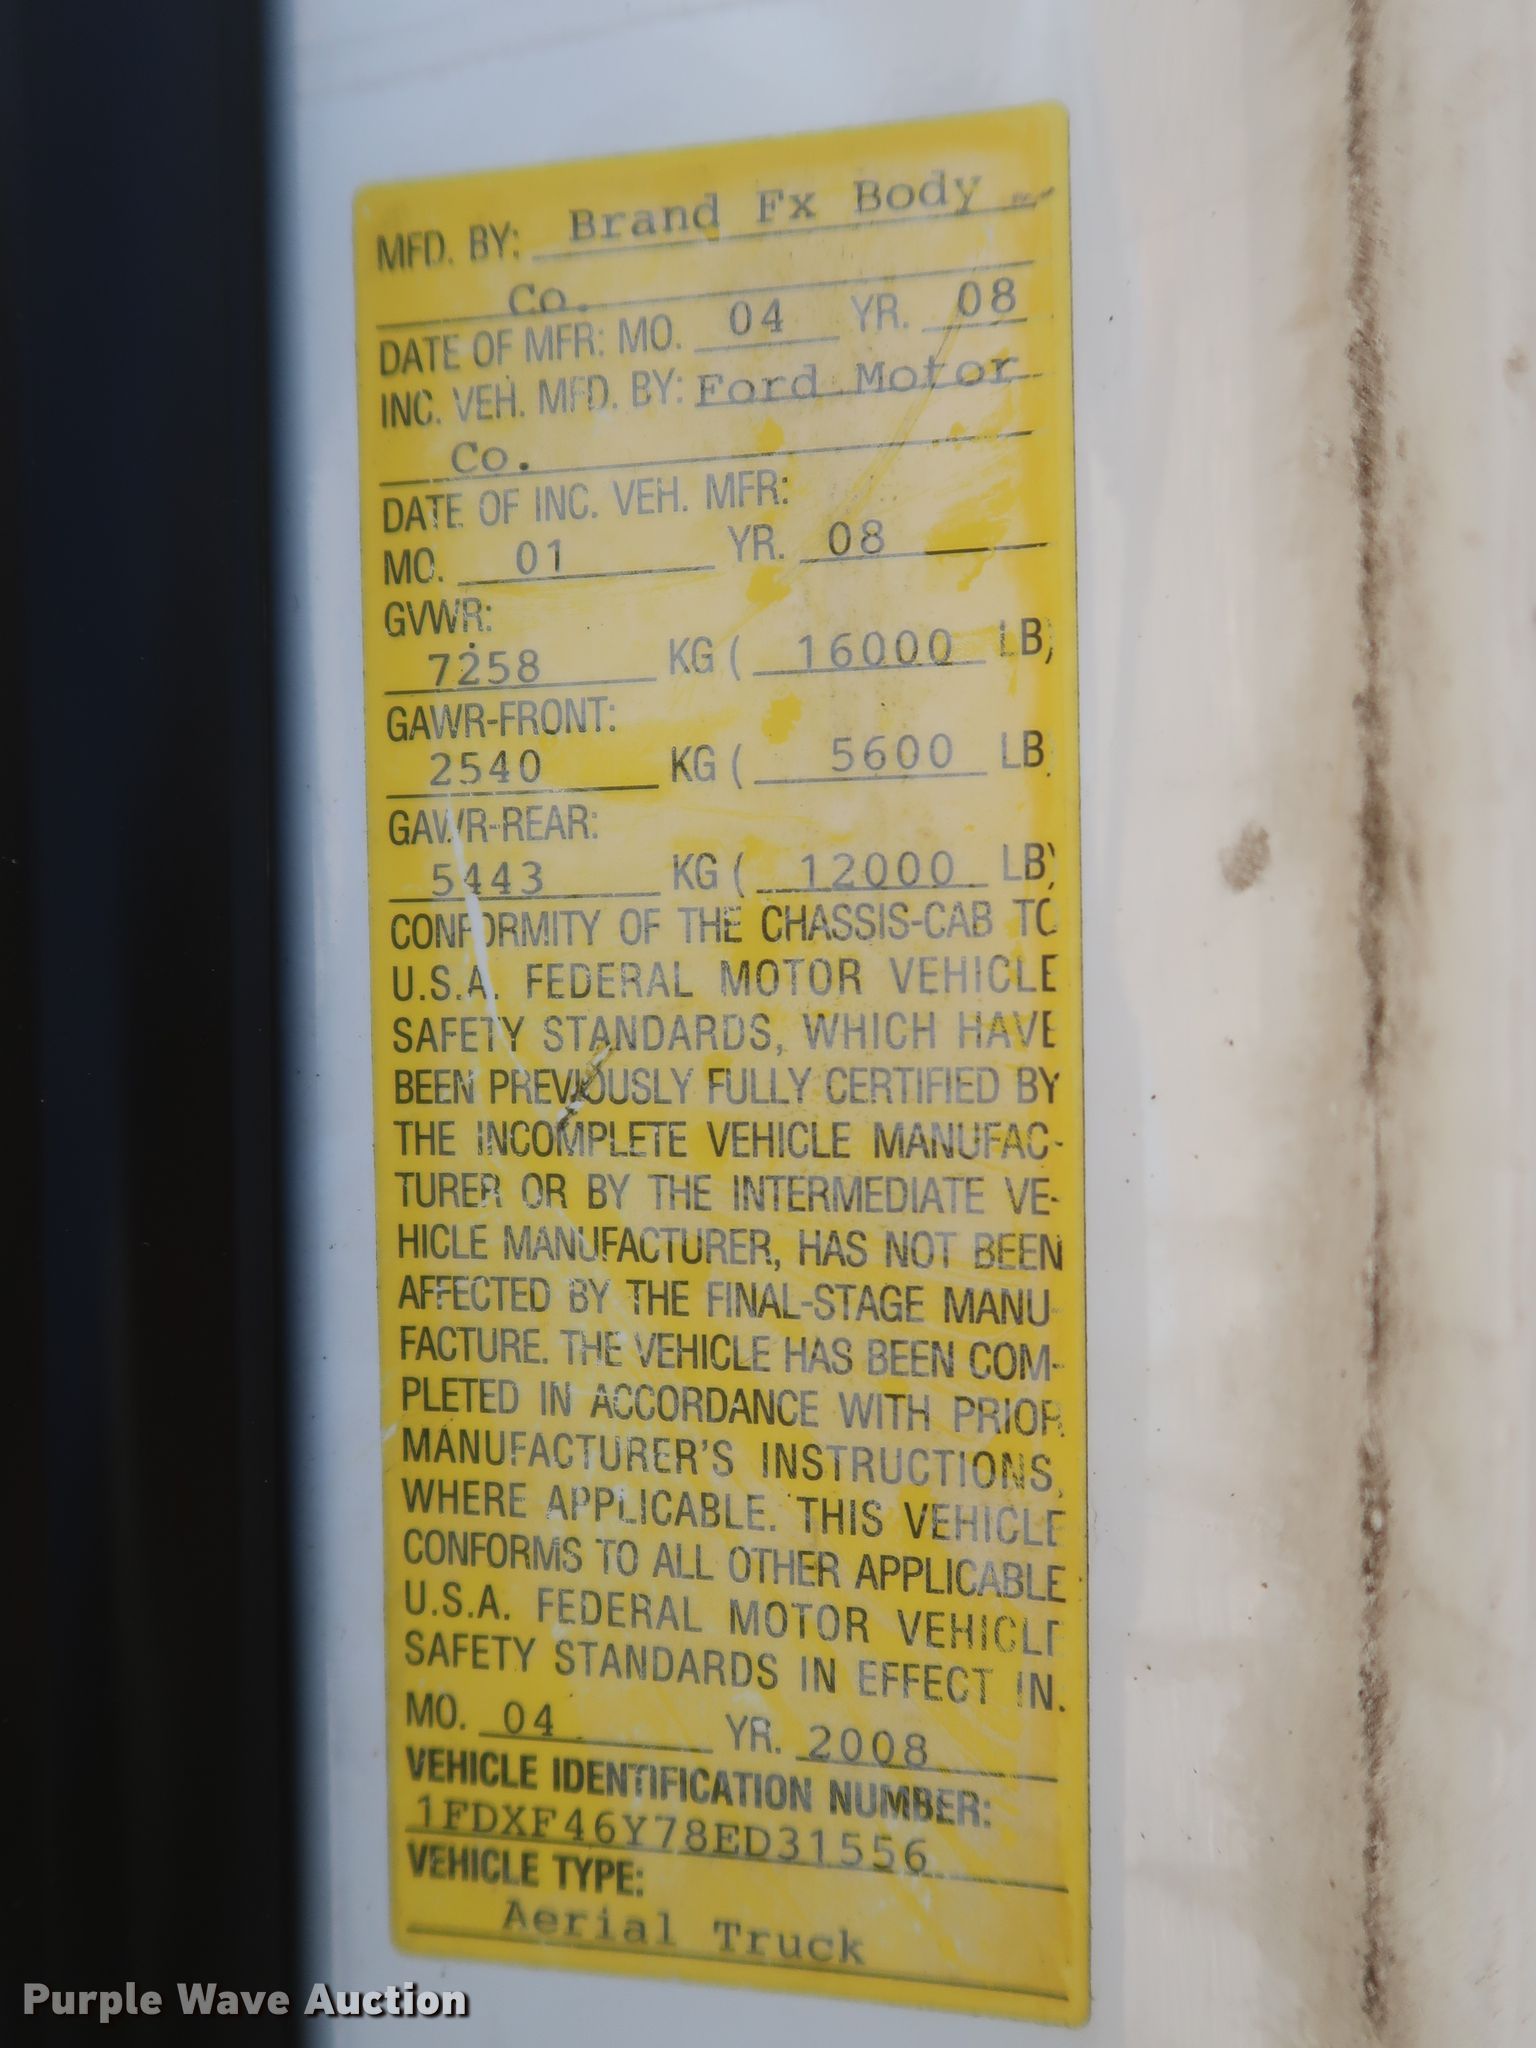 MFD. BY: Brand Fx Body
Co.
DATE OF MFR: MO. 04 YR. 08
INC. VEH. MFD. BY: Ford Motor
Co.
DATE OF INC. VEH. MFR:
MO. 01 YR. 08
GVWR:
7258 KG ( 16000 LB)
GAWR-FRONT:
2540 KG ( 5600 LB
GAWR-REAR:
5443 KG ( 12000 LB)
CONFORMITY OF THE CHASSIS-CAB TO
U.S.A. FEDERAL MOTOR VEHICLE
SAFETY STANDARDS, WHICH HAVE
BEEN PREVIOUSLY FULLY CERTIFIED BY
THE INCOMPLETE VEHICLE MANUFAC-
TURER OR BY THE INTERMEDIATE VE-
HICLE MANUFACTURER, HAS NOT BEEN
AFFECTED BY THE FINAL-STAGE MANU-
FACTURE. THE VEHICLE HAS BEEN COM-
PLETED IN ACCORDANCE WITH PRIOR
MANUFACTURER'S INSTRUCTIONS,
WHERE APPLICABLE. THIS VEHICLE
CONFORMS TO ALL OTHER APPLICABLE
U.S.A. FEDERAL MOTOR VEHICLE
SAFETY STANDARDS IN EFFECT IN.
MO. 04 YR. 2008
VEHICLE IDENTIFICATION NUMBER:
1FDXF46Y78ED31556
VEHICLE TYPE:
Aerial Truck
Purple Wave Auction